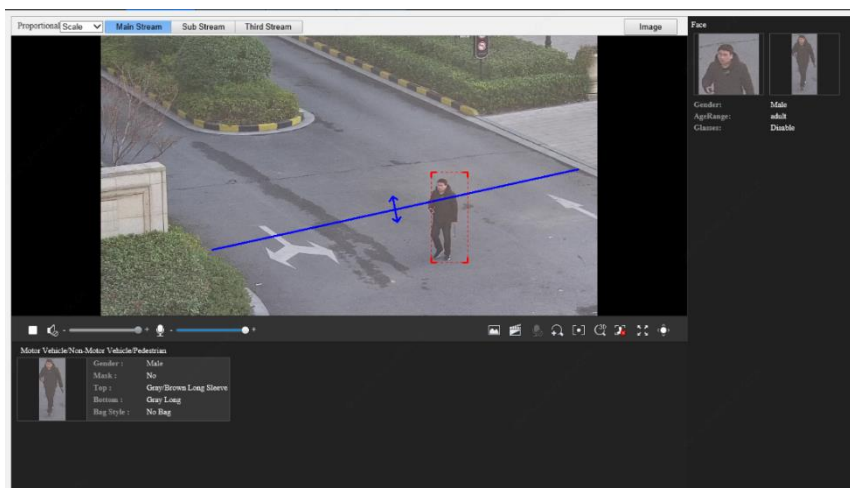 Proportional Scale Main Stream Sub Stream Third Stream Image
Face
Gender: Male
AgeRange: adult
Glasses: Disable
Motor Vehicle/Non-Motor Vehicle/Pedestrian
Gender : Male
Mask : No
Top : Gray/Brown Long Sleeve
Bottom : Gray Long
Bag Style : No Bag